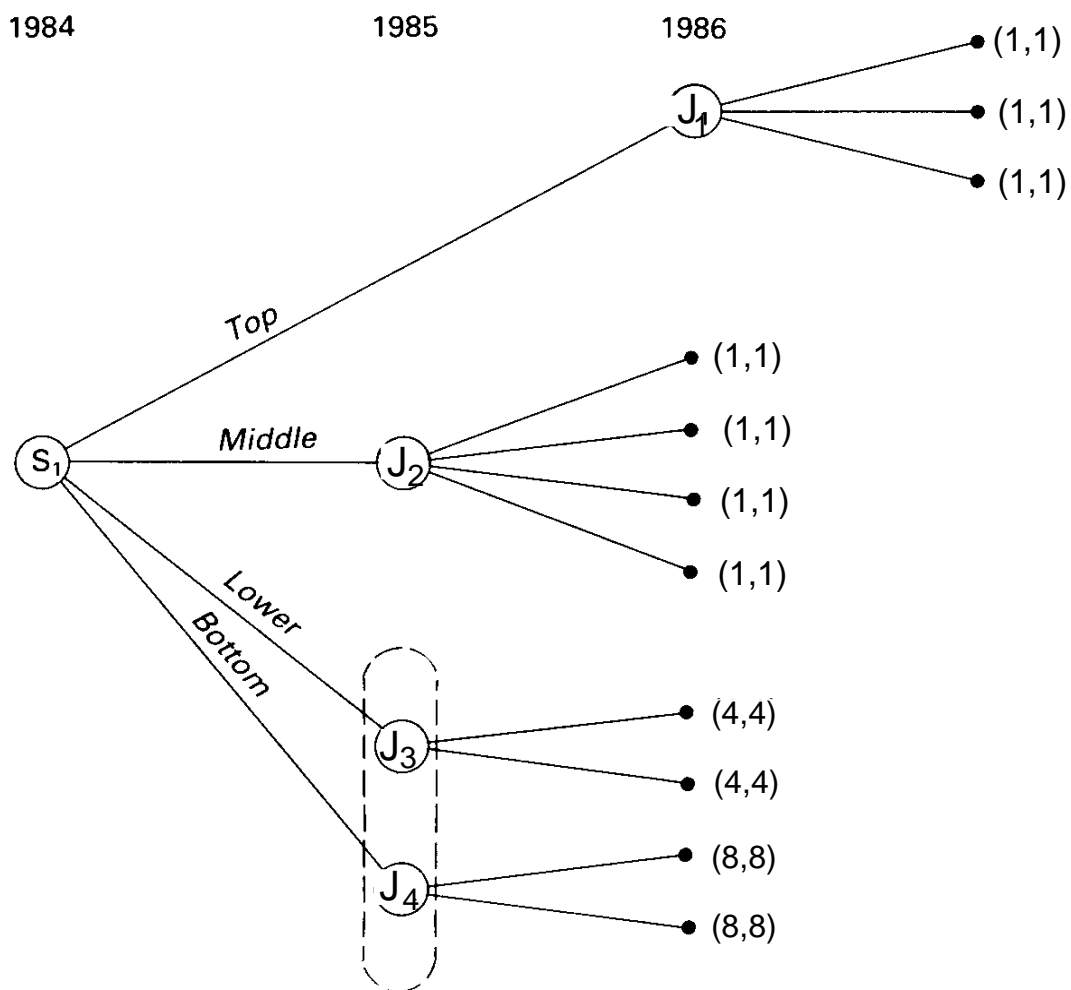 1984 1985 1986
(1,1)
J1
(1,1)
(1,1)
Top
(1,1)
S1
Middle
J2
(1,1)
(1,1)
(1,1)
Lower
Bottom
J3
(4,4)
(4,4)
J4
(8,8)
(8,8)